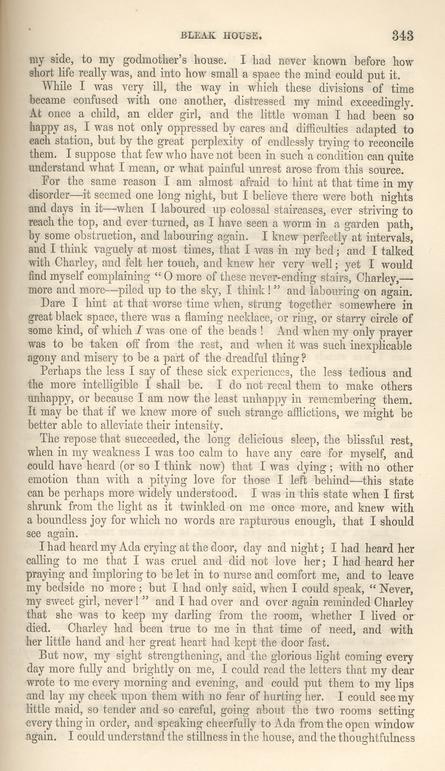 BLEAK HOUSE. 343
my side, to my godmother's house. I had never known before how
short life really was, and into how small a space the mind could put it.
While I was very ill, the way in which these divisions of time
became confused with one another, distressed my mind exceedingly.
At once a child, an elder girl, and the little woman I had been so
happy as, I was not only oppressed by cares and difficulties adapted to
each station, but by the great perplexity of endlessly trying to reconcile
them. I suppose that few who have not been in such a condition can quite
understand what I mean, or what painful unrest arose from this source.
For the same reason I am almost afraid to hint at that time in my
disorder—it seemed one long night, but I believe there were both nights
and days in it—when I laboured up colossal staircases, ever striving to
reach the top, and ever turned, as I have seen a worm in a garden path,
by some obstruction, and labouring again. I knew perfectly at intervals,
and I think vaguely at most times, that I was in my bed; and I talked
with Charley, and felt her touch, and knew her very well; yet I would
find myself complaining "O more of these never-ending stairs, Charley,—
more and more—piled up to the sky, I think!" and labouring on again.
Dare I hint at that worse time when, strung together somewhere in
great black space, there was a flaming necklace, or ring, or starry circle of
some kind, of which I was one of the beads! And when my only prayer
was to be taken off from the rest, and when it was such inexplicable
agony and misery to be a part of the dreadful thing?
Perhaps the less I say of these sick experiences, the less tedious and
the more intelligible I shall be. I do not recal them to make others
unhappy, or because I am now the least unhappy in remembering them.
It may be that if we knew more of such strange afflictions, we might be
better able to alleviate their intensity.
The repose that succeeded, the long delicious sleep, the blissful rest,
when in my weakness I was too calm to have any care for myself, and
could have heard (or so I think now) that I was dying; with no other
emotion than with a pitying love for those I left behind—this state
can be perhaps more widely understood. I was in this state when I first
shrunk from the light as it twinkled on me once more, and knew with
a boundless joy for which no words are rapturous enough, that I should
see again.
I had heard my Ada crying at the door, day and night; I had heard her
calling to me that I was cruel and did not love her; I had heard her
praying and imploring to be let in to nurse and comfort me, and to leave
my bedside no more; but I had only said, when I could speak, "Never,
my sweet girl, never!" and I had over and over again reminded Charley
that she was to keep my darling from the room, whether I lived or
died. Charley had been true to me in that time of need, and with
her little hand and her great heart had kept the door fast.
But now, my sight strengthening, and the glorious light coming every
day more fully and brightly on me, I could read the letters that my dear
wrote to me every morning and evening, and could put them to my lips
and lay my cheek upon them with no fear of hurting her. I could see my
little maid, so tender and so careful, going about the two rooms setting
every thing in order, and speaking cheerfully to Ada from the open window
again. I could understand the stillness in the house, and the thoughtfulness